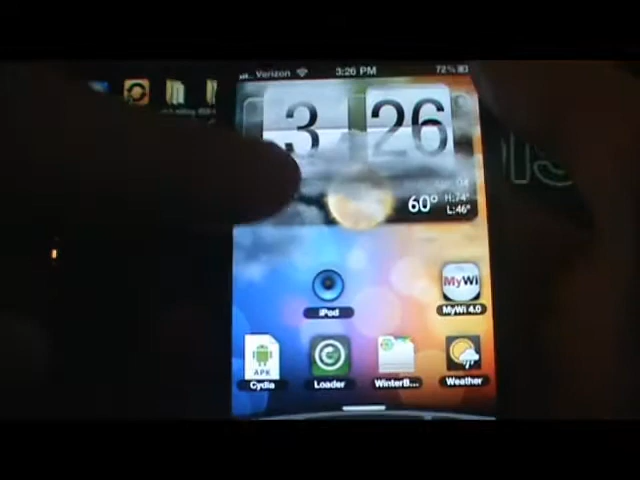 Verizon 3:26 PM 72%
3 26
60° H:74°
L:46°
MyWi
iPod MyWi 4.0
APK
Cydia Loader WinterB... Weather